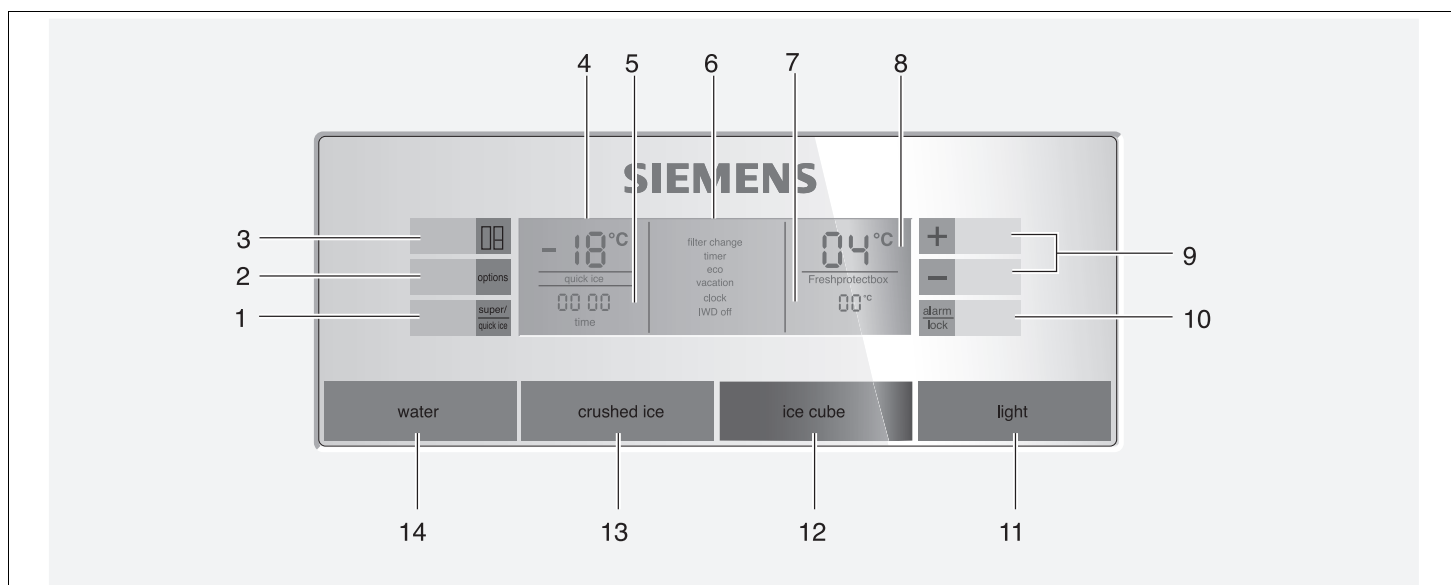 4 5 6 7 8
SIEMENS
3
2 options
1 super/
quick ice
- 18 °C
quick ice
00 00
time
filter change
timer
eco
vacation
clock
IWD off
04 °C
Freshprotectbox
00 °C
+
−
9
alarm
lock
10
water crushed ice ice cube light
14 13 12 11